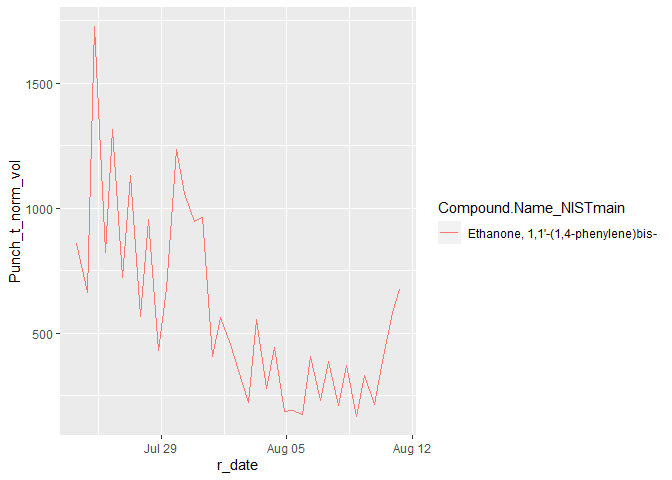 1500
1000
500
Punch_t_norm_vol
Jul 29
Aug 05
Aug 12
r_date
Compound.Name_NISTmain
Ethanone, 1,1'-(1,4-phenylene)bis-